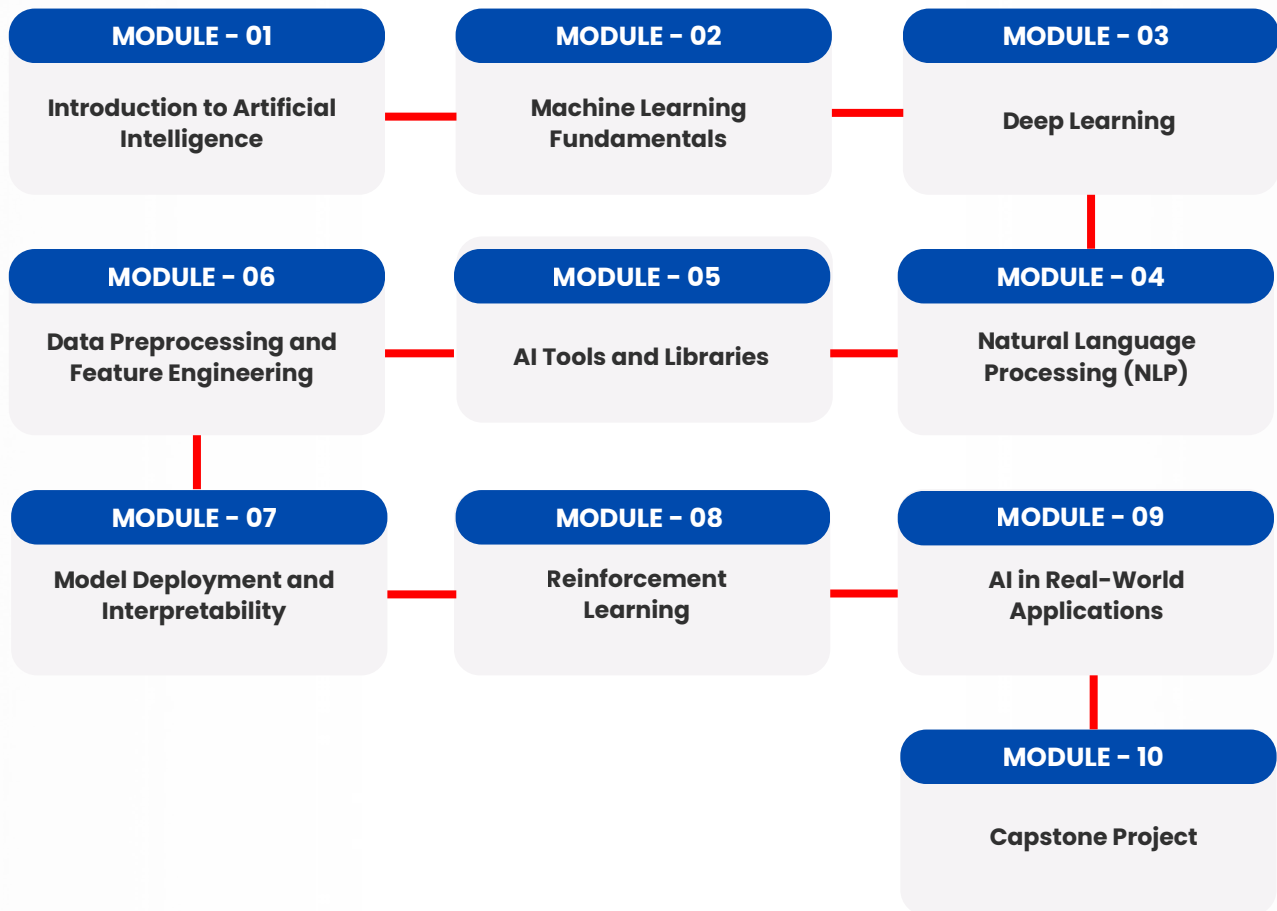 MODULE - 01
Introduction to Artificial
Intelligence
MODULE - 02
Machine Learning
Fundamentals
MODULE - 03
Deep Learning
MODULE - 04
Natural Language
Processing (NLP)
MODULE - 05
AI Tools and Libraries
MODULE - 06
Data Preprocessing and
Feature Engineering
MODULE - 07
Model Deployment and
Interpretability
MODULE - 08
Reinforcement
Learning
MODULE - 09
AI in Real-World
Applications
MODULE - 10
Capstone Project